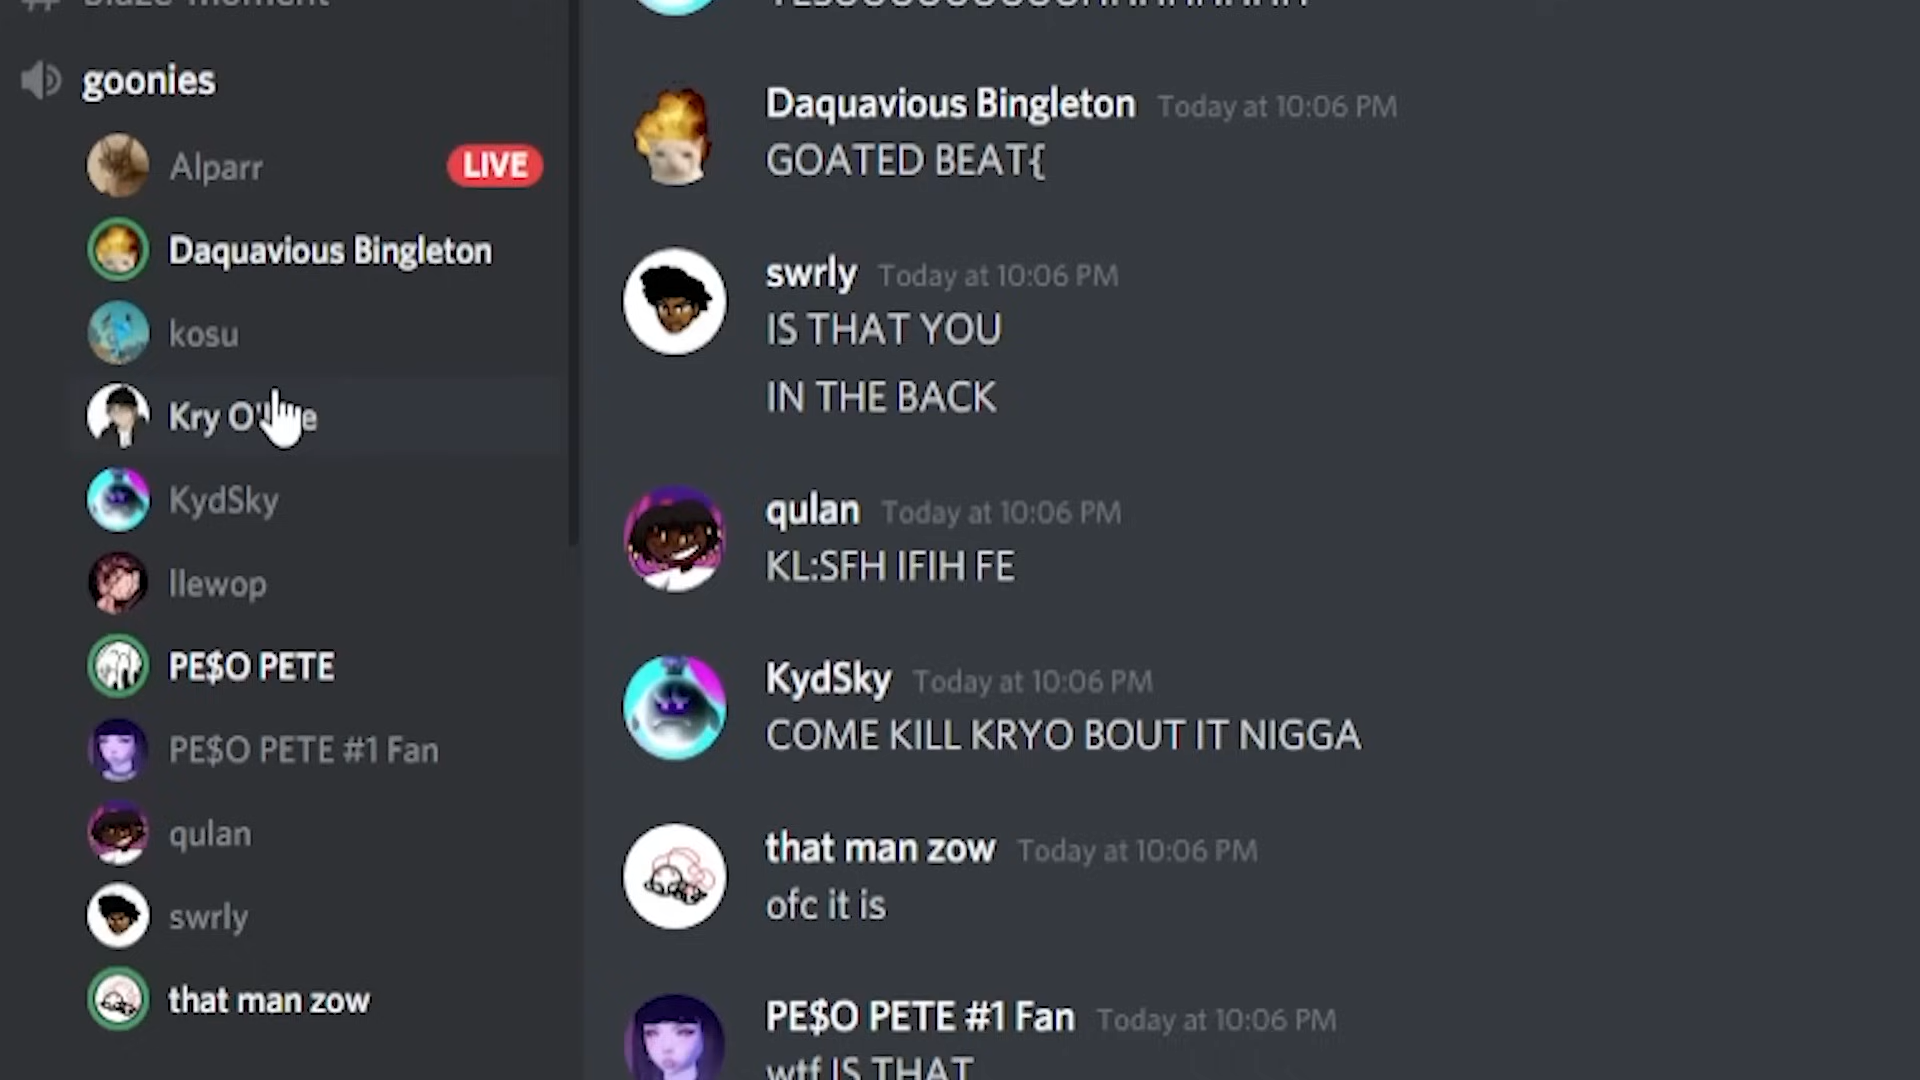 blaze-moment
goonies
Alparr
LIVE
Daquavious Bingleton
kosu
Kry O'
KydSky
llewop
PE$O PETE
PE$O PETE #1 Fan
qulan
swrly
that man zow
Daquavious Bingleton Today at 10:06 PM
GOATED BEAT{
swrly Today at 10:06 PM
IS THAT YOU
IN THE BACK
qulan Today at 10:06 PM
KL:SFH IFIH FE
KydSky Today at 10:06 PM
COME KILL KRYO BOUT IT NIGGA
that man zow Today at 10:06 PM
ofc it is
PE$O PETE #1 Fan Today at 10:06 PM
wtf IS THAT